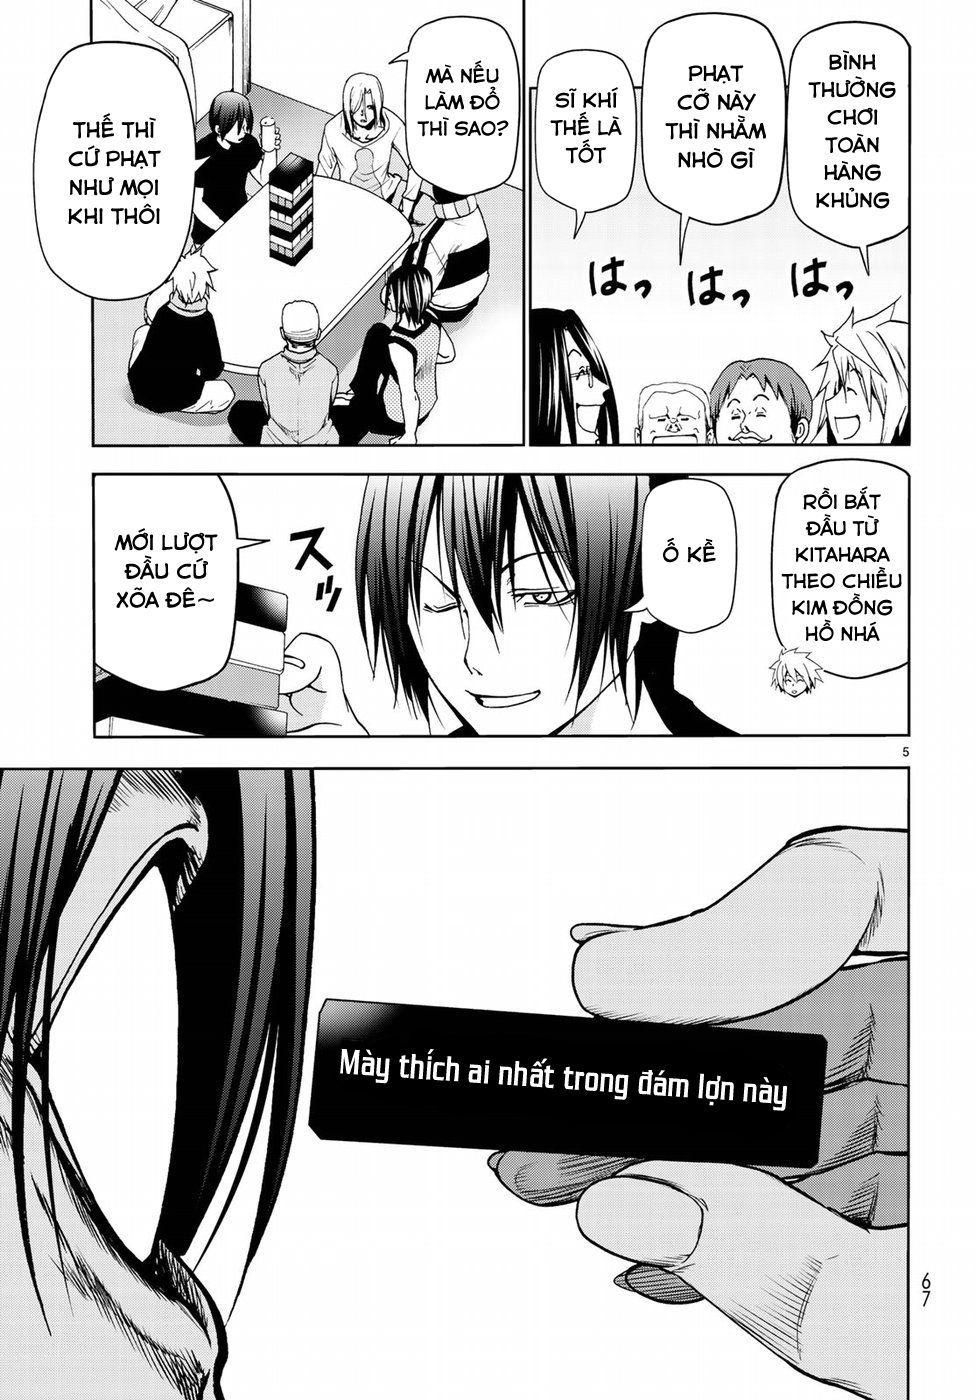 BÌNH
THƯỜNG
CHƠI
TOÀN
HÀNG
KHỦNG
PHẠT
CỠ NÀY
THÌ NHẰM
NHÒ GÌ
SĨ KHÍ
THẾ LÀ
TỐT
はっ
はっ
はっ
MÀ NẾU
LÀM ĐỔ
THÌ SAO?
THẾ THÌ
CỨ PHẠT
NHƯ MỌI
KHI THÔI
RỒI BẮT
ĐẦU TỪ
KITAHARA
THEO CHIỀU
KIM ĐỒNG
HỒ NHÁ
Ố KỀ
スッ
MỚI LƯỢT
ĐẦU CỨ
XÕA ĐÊ~
5
Mày thích ai nhất trong đám lợn này
67